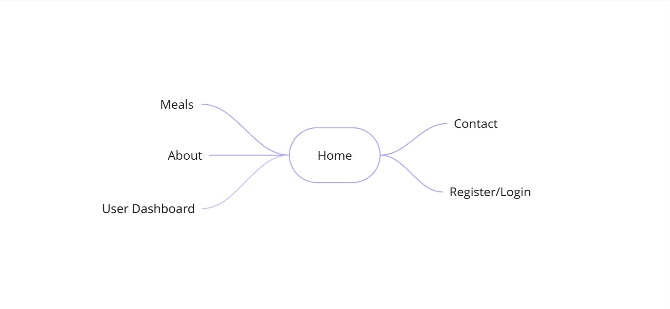 Meals
Contact
About
Home
Register/Login
User Dashboard